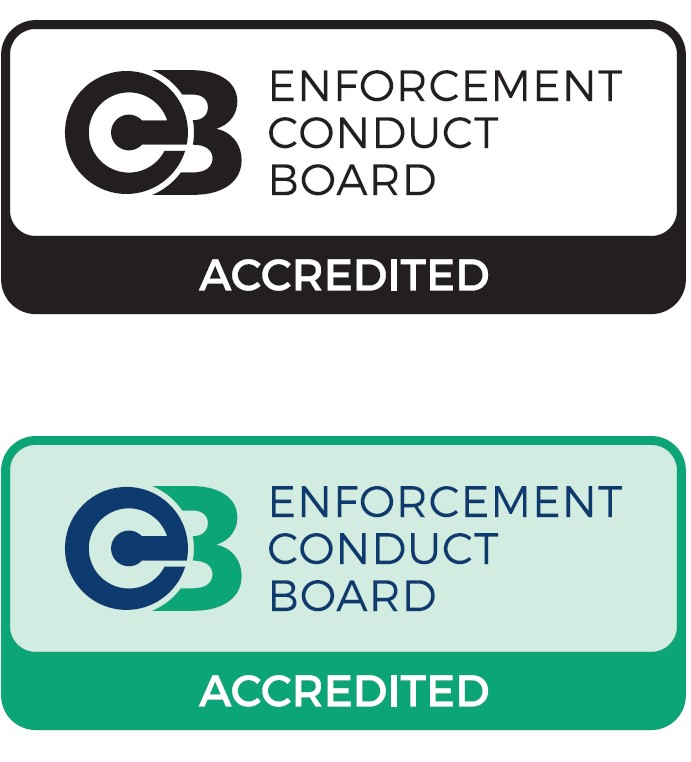 ENFORCEMENT
CONDUCT
BOARD
ACCREDITED
ENFORCEMENT
CONDUCT
BOARD
ACCREDITED